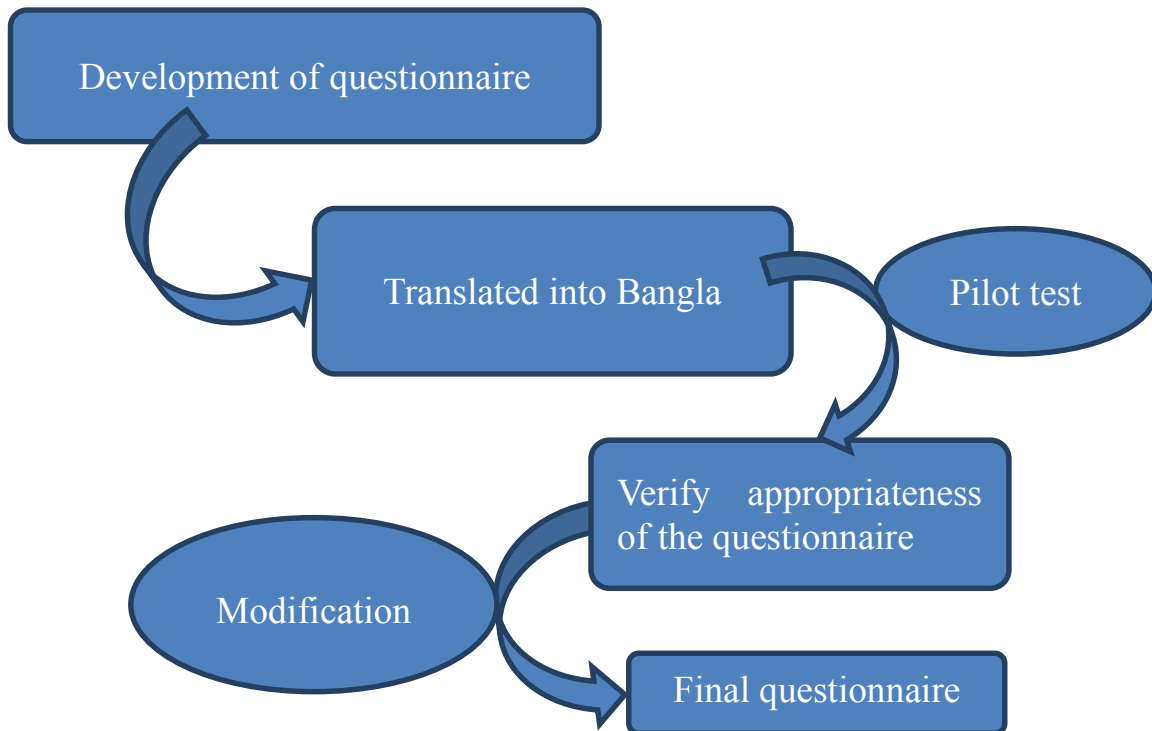 Development of questionnaire
Translated into Bangla
Pilot test
Verify appropriateness
of the questionnaire
Modification
Final questionnaire